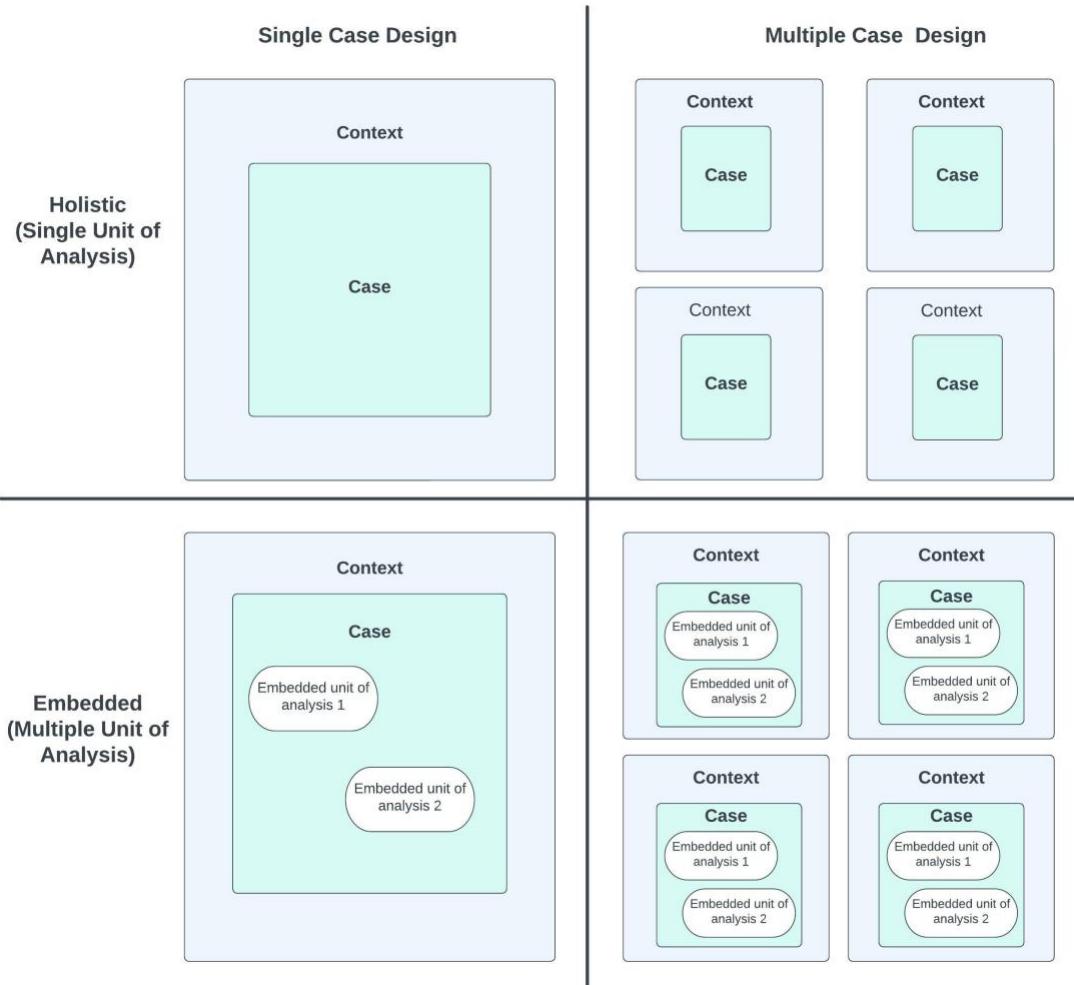 Single Case Design
Multiple Case Design
Holistic
(Single Unit of
Analysis)
Context
Case
Context
Case
Context
Case
Context
Case
Context
Case
Embedded
(Multiple Unit of
Analysis)
Context
Case
Embedded unit of
analysis 1
Embedded unit of
analysis 2
Context
Case
Embedded unit of
analysis 1
Embedded unit of
analysis 2
Context
Case
Embedded unit of
analysis 1
Embedded unit of
analysis 2
Context
Case
Embedded unit of
analysis 1
Embedded unit of
analysis 2
Context
Case
Embedded unit of
analysis 1
Embedded unit of
analysis 2